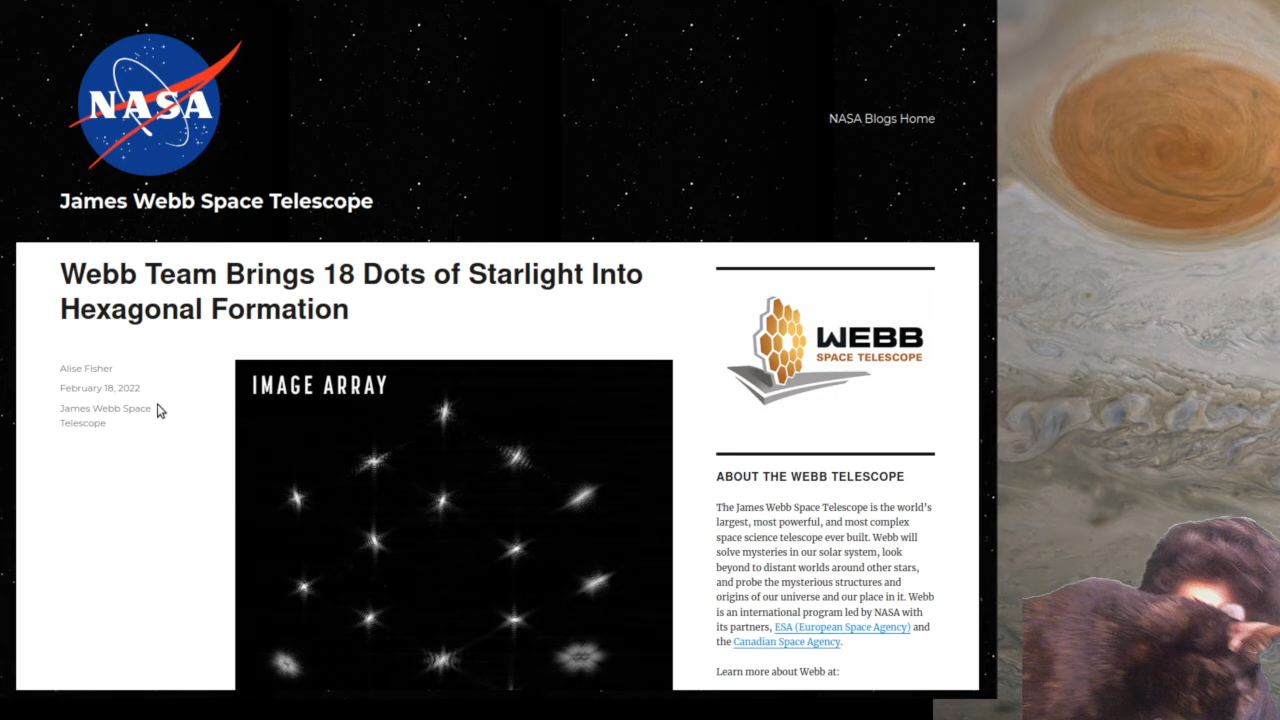 NASA
NASA Blogs Home
James Webb Space Telescope
Webb Team Brings 18 Dots of Starlight Into
Hexagonal Formation
Alise Fisher
February 18, 2022
James Webb Space
Telescope
IMAGE ARRAY
WEBB
SPACE TELESCOPE
ABOUT THE WEBB TELESCOPE
The James Webb Space Telescope is the world's
largest, most powerful, and most complex
space science telescope ever built. Webb will
solve mysteries in our solar system, look
beyond to distant worlds around other stars,
and probe the mysterious structures and
origins of our universe and our place in it. Webb
is an international program led by NASA with
its partners, ESA (European Space Agency) and
the Canadian Space Agency.
Learn more about Webb at: